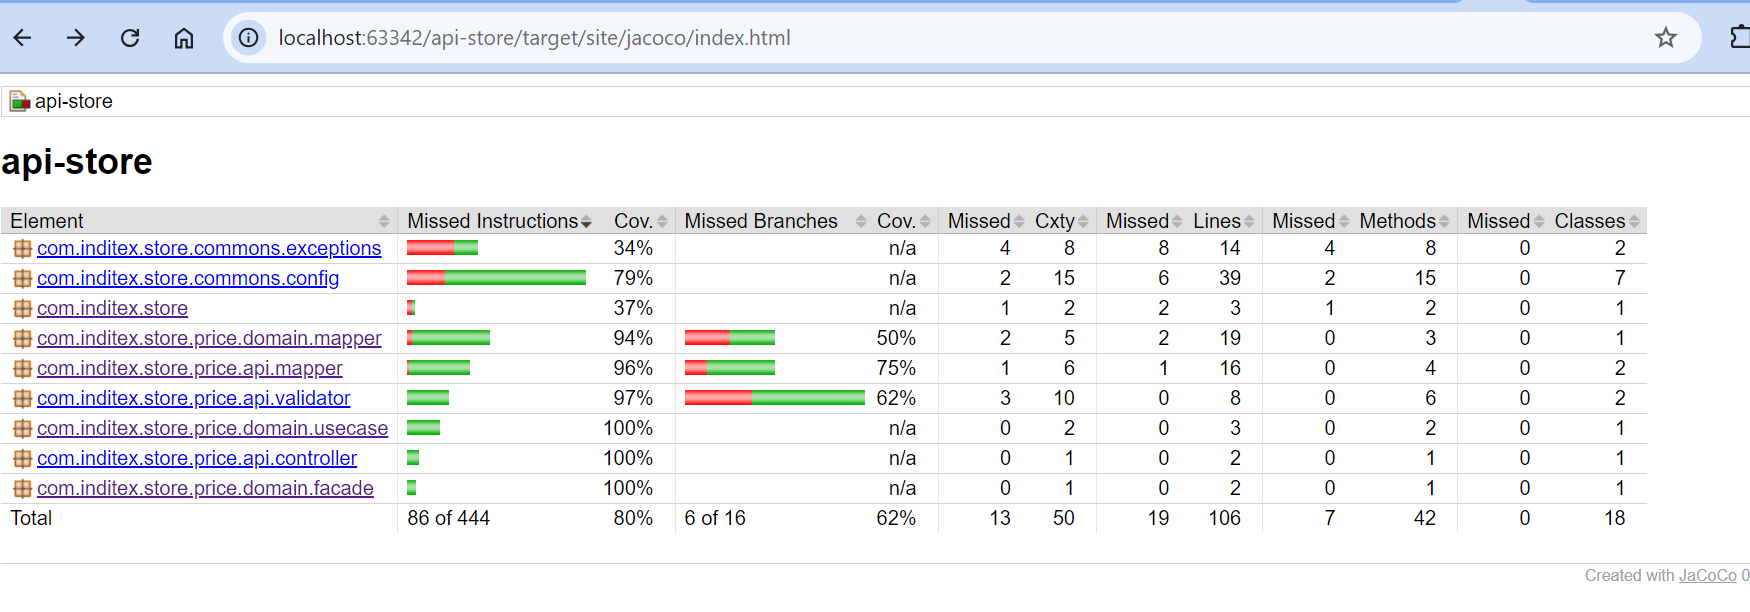 localhost:63342/api-store/target/site/jacoco/index.html
api-store
api-store
Element Missed Instructions Cov. Missed Branches Cov. Missed Cxty Missed Lines Missed Methods Missed Classes
com.inditex.store.commons.exceptions 34% n/a 4 8 8 14 4 8 0 2
com.inditex.store.commons.config 79% n/a 2 15 6 39 2 15 0 7
com.inditex.store 37% n/a 1 2 2 3 1 2 0 1
com.inditex.store.price.domain.mapper 94% 50% 2 5 2 19 0 3 0 1
com.inditex.store.price.api.mapper 96% 75% 1 6 1 16 0 4 0 2
com.inditex.store.price.api.validator 97% 62% 3 10 0 8 0 6 0 2
com.inditex.store.price.domain.usecase 100% n/a 0 2 0 3 0 2 0 1
com.inditex.store.price.api.controller 100% n/a 0 1 0 2 0 1 0 1
com.inditex.store.price.domain.facade 100% n/a 0 1 0 2 0 1 0 1
Total 86 of 444 80% 6 of 16 62% 13 50 19 106 7 42 0 18
Created with JaCoCo 0